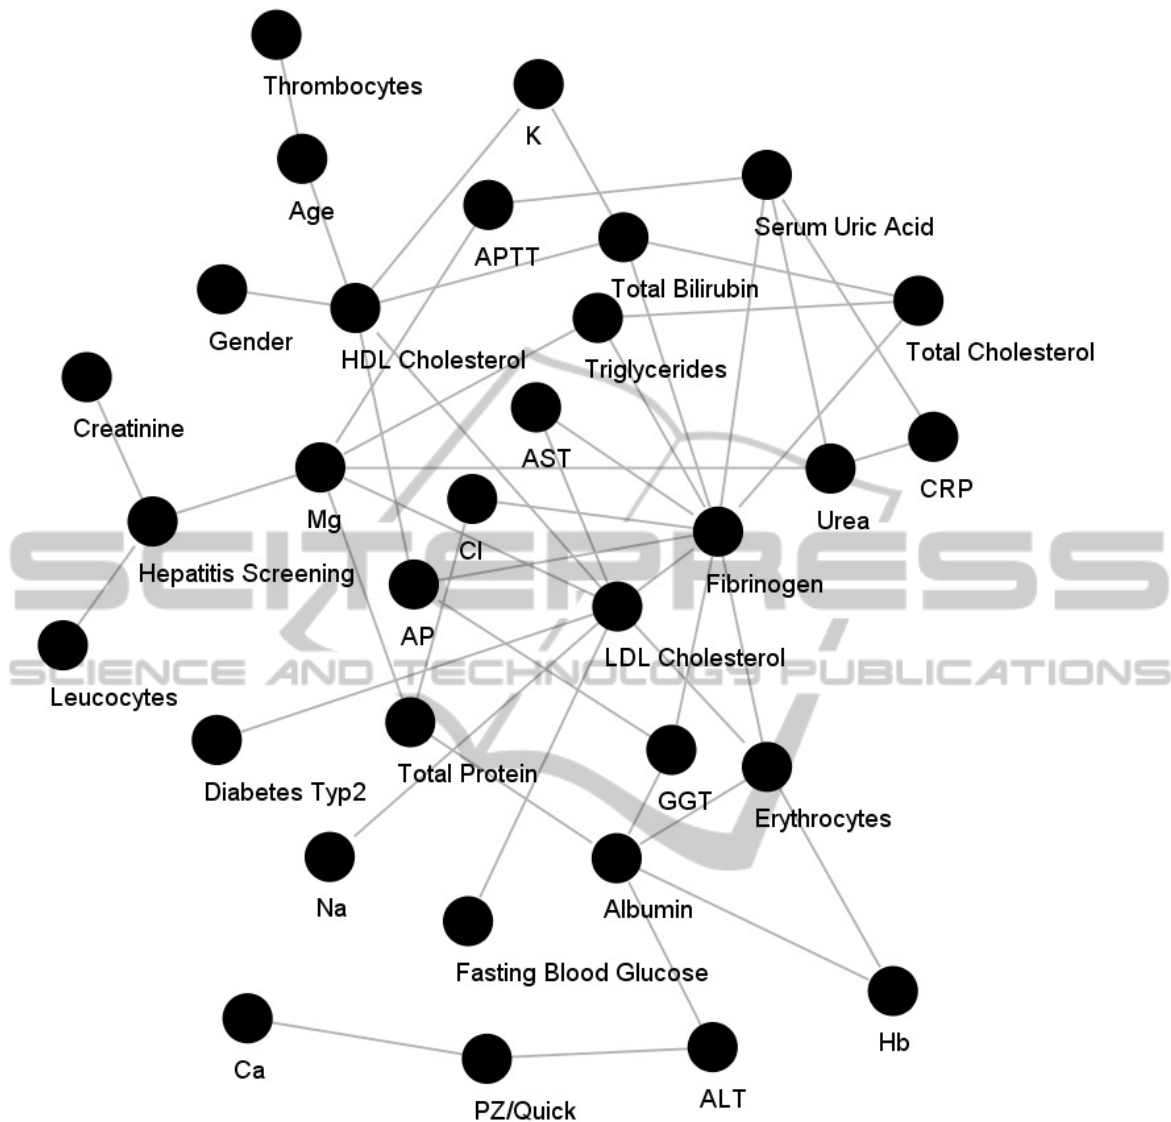 Thrombocytes
K
Age
Serum Uric Acid
APTT
Total Bilirubin
Gender
HDL Cholesterol
Triglycerides
Total Cholesterol
Creatinine
AST
CRP
Mg
Urea
Cl
Hepatitis Screening
Fibrinogen
SCITEPRESS
AP
LDL Cholesterol
SCIENCE AND TECHNOLOGY PUBLICATIONS
Leucocytes
Total Protein
Diabetes Typ2
GGT
Erythrocytes
Na
Albumin
Fasting Blood Glucose
Hb
Ca
ALT
PZ/Quick